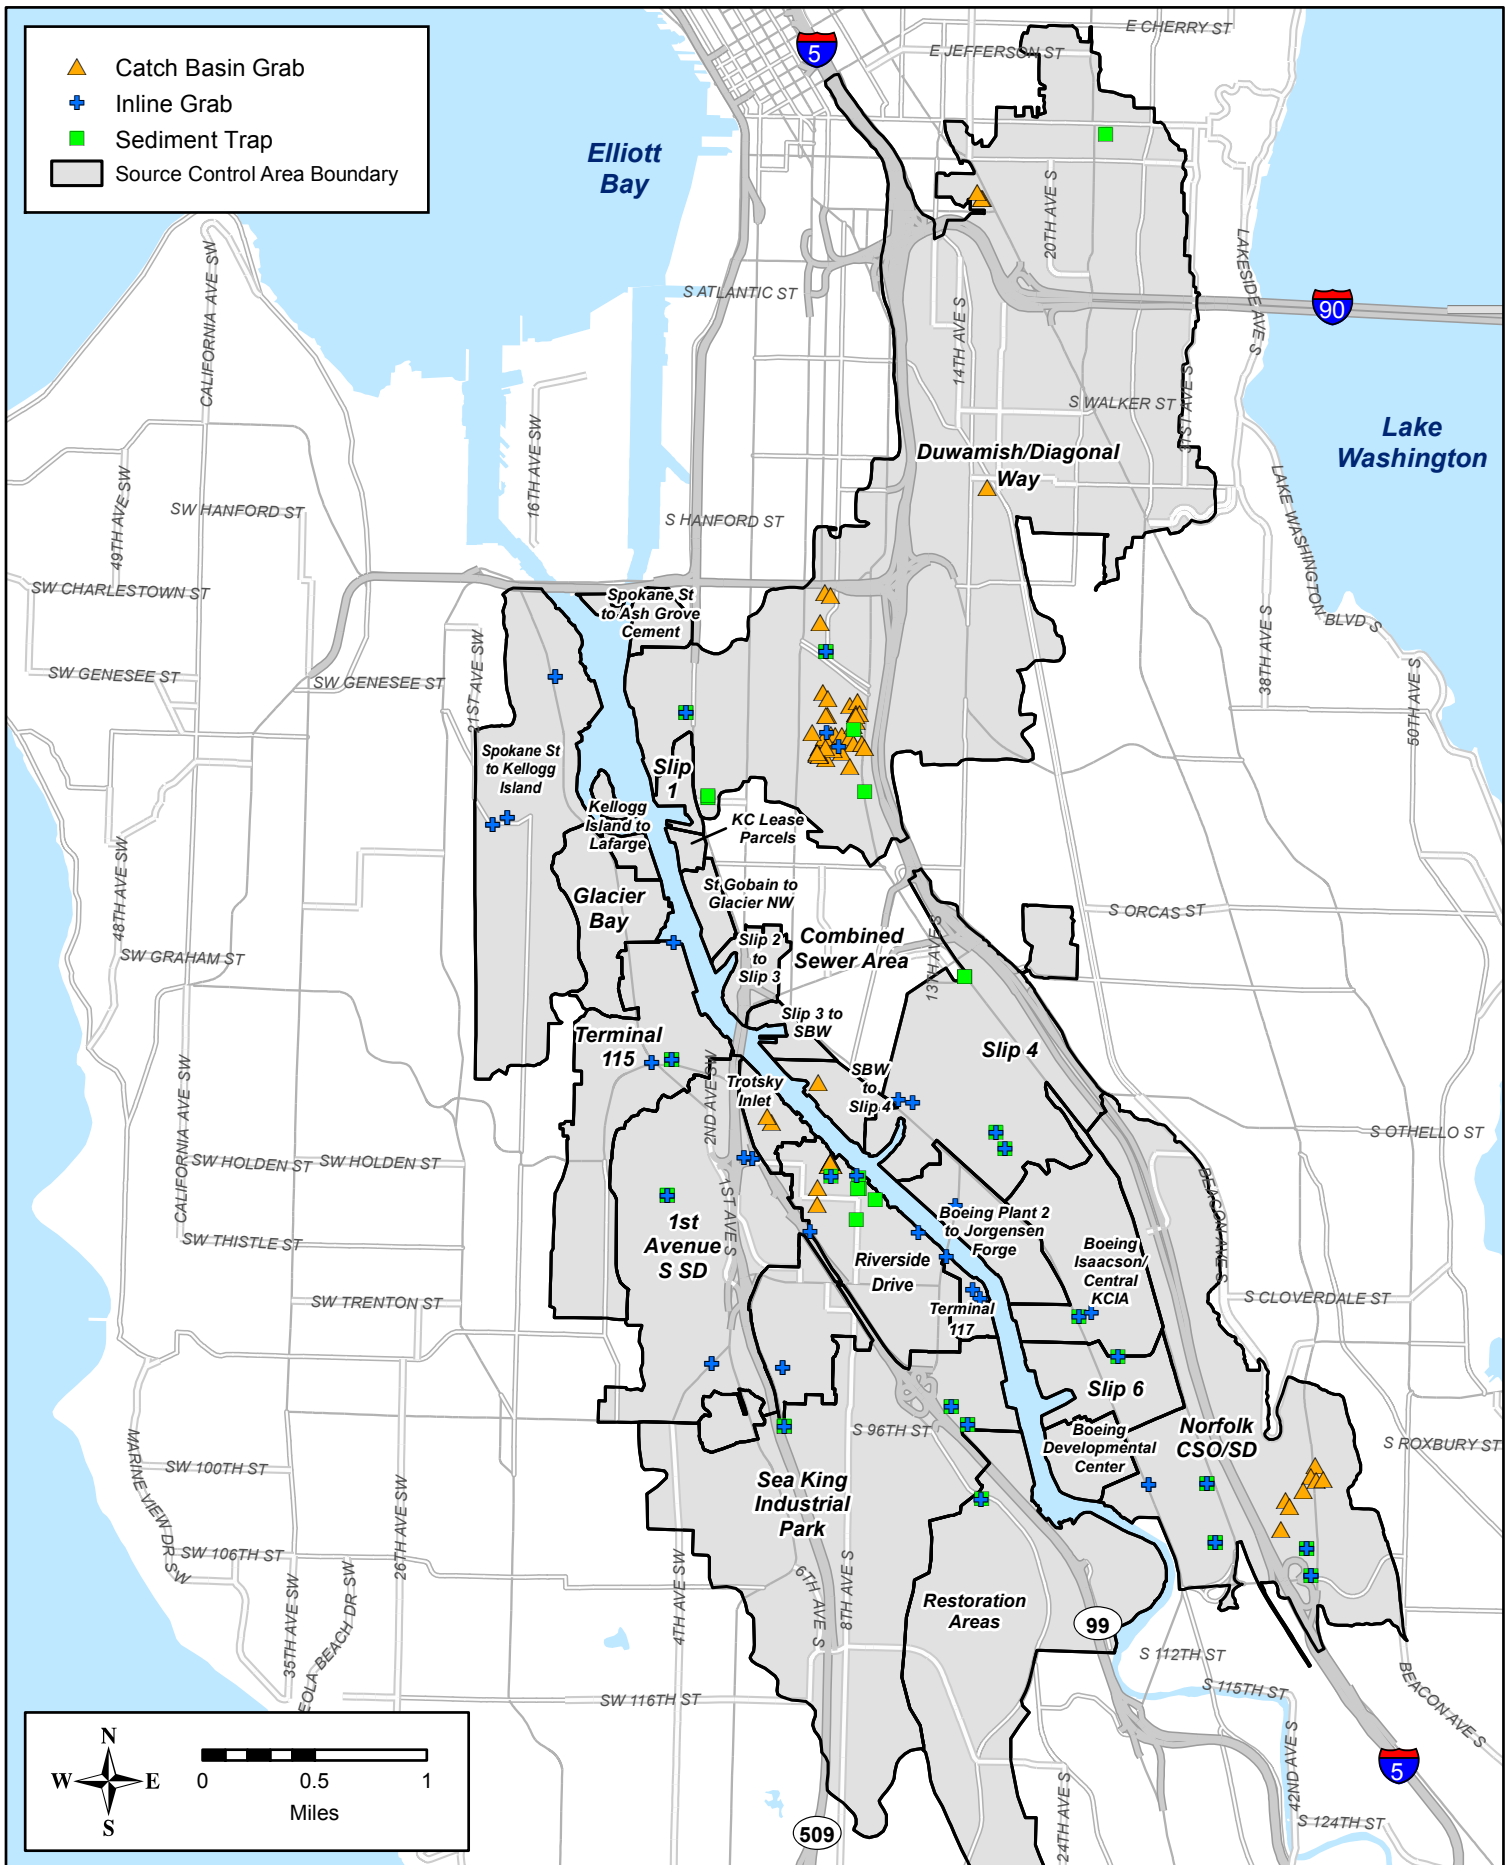 Catch Basin Grab
Inline Grab
Sediment Trap
Source Control Area Boundary
5
E CHERRY ST
E JEFFERSON ST
Elliott
Bay
20TH AVE S
LAKESIDE AVE S
CALIFORNIA AVE SW
S ATLANTIC ST
90
14TH AVE S
31ST AVE S
S WALKER ST
Lake
Washington
16TH AVE SW
Duwamish/Diagonal
Way
49TH AVE SW
SW HANFORD ST
S HANFORD ST
LAKE WASHINGTON
BLVD S
SW CHARLESTOWN ST
Spokane St
to Ash Grove
Cement
38TH AVE S
50TH AVE S
SW GENESEE ST
SW GENESEE ST
21ST AVE SW
Spokane St
to Kellogg
Island
Slip
1
Kellogg
Island to
Lafarge
KC Lease
Parcels
48TH AVE SW
St Gobain to
Glacier NW
Glacier
Bay
S ORCAS ST
Slip 2
to
Slip 3
Combined
Sewer Area
13TH AVE S
SW GRAHAM ST
Slip 3 to
SBW
Terminal
115
Slip 4
CALIFORNIA AVE SW
2ND AVE SW
Trotsky
Inlet
SBW
to
Slip 4
S OTHELLO ST
SW HOLDEN ST
SW HOLDEN ST
BEACON AVE S
1ST AVE S
1st
Avenue
S SD
Boeing Plant 2
to Jorgensen
Forge
SW THISTLE ST
Riverside
Drive
Boeing
Isaacson/
Central
KCIA
SW TRENTON ST
Terminal
117
S CLOVERDALE ST
Slip 6
S 96TH ST
Boeing
Developmental
Center
Norfolk
CSO/SD
S ROXBURY ST
MARINE VIEW DR SW
SW 100TH ST
26TH AVE SW
Sea King
Industrial
Park
SW 106TH ST
35TH AVE SW
EOLA BEACH DR SW
4TH AVE SW
6TH AVE S
8TH AVE S
Restoration
Areas
99
S 112TH ST
S 115TH ST
BEACON AVE S
SW 116TH ST
42ND AVE S
5
24TH AVE S
S 124TH ST
509
N
W E
S
0 0.5 1
Miles